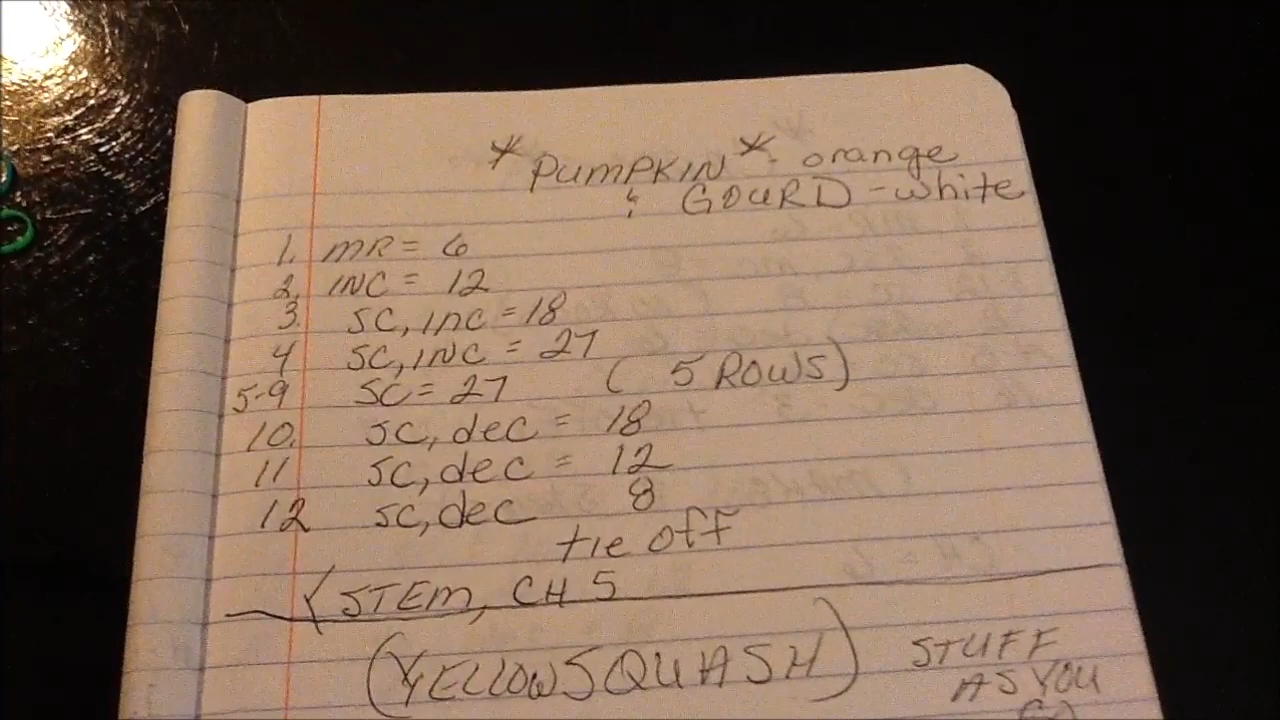 *PUMPKIN* - orange
& GOURD - white
1. MR = 6
2. INC = 12
3. SC, inc = 18
4 SC, INC = 27
5-9 SC = 27 (5 ROWS)
10. SC, dec = 18
11 SC, dec = 12
12 SC, dec 8
tie off
STEM, CH 5
(YELLOW SQUASH)
STUFF
AS YOU